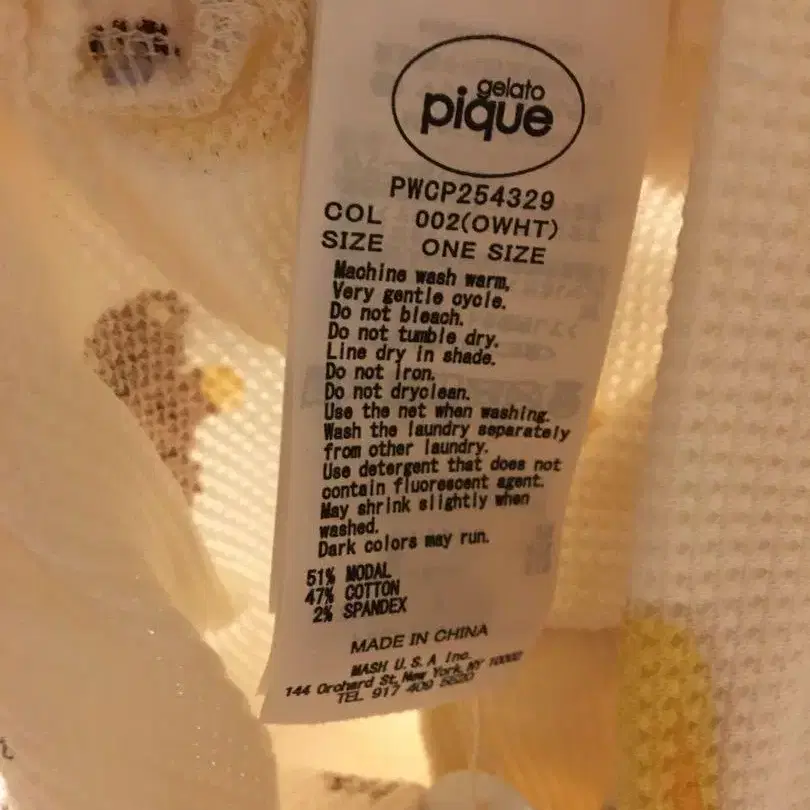 gelato
pique
PWCP254329
COL 002(OWHT)
SIZE ONE SIZE
Machine wash warm,
Very gentle cycle.
Do not bleach.
Do not tumble dry.
Line dry in shade.
Do not iron.
Do not dryclean.
Use the net when washing.
Wash the laundry separately
from other laundry.
Use detergent that does not
contain fluorescent agent.
May shrink slightly when
washed.
Dark colors may run.
51% MODAL
47% COTTON
2% SPANDEX
MADE IN CHINA
MASH U.S.A Inc.
144 Orchard St, New York, NY 10002
TEL 917 409 5620